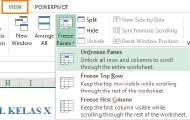 VIEW POWERPIVOT
New Window
Arrange All
Freeze Panes
Split
Hide
Unhide
View Side by Side
Synchronous Scrolling
Reset Window Position
Unfreeze Panes
Unlock all rows and columns to scroll
through the entire worksheet.
Freeze Top Row
Keep the top row visible while scrolling
through the rest of the worksheet.
Freeze First Column
Keep the first column visible while
scrolling through the rest of the worksheet.
H I
L KELAS X